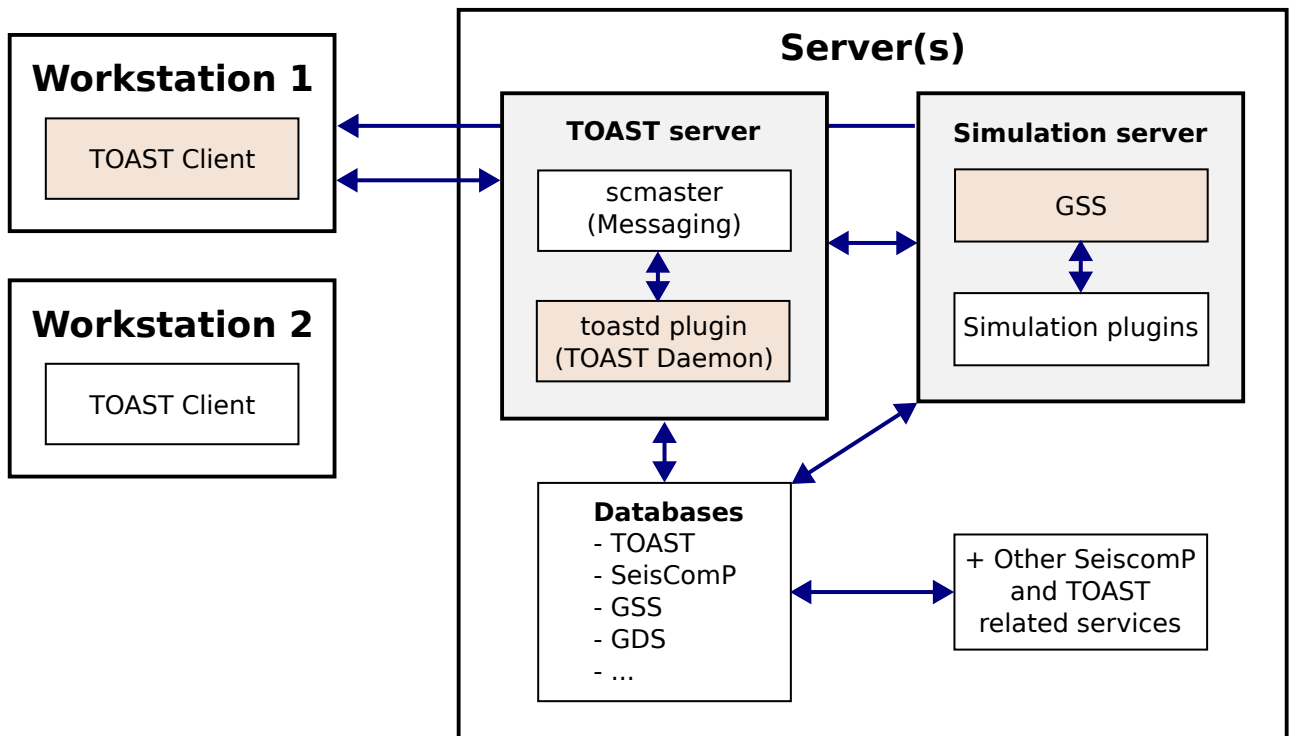 Server(s)
Workstation 1
TOAST Client
Workstation 2
TOAST Client
TOAST server
scmaster
(Messaging)
toastd plugin
(TOAST Daemon)
Simulation server
GSS
Simulation plugins
Databases
- TOAST
- SeisComP
- GSS
- GDS
- ...
+ Other SeiscomP
and TOAST
related services